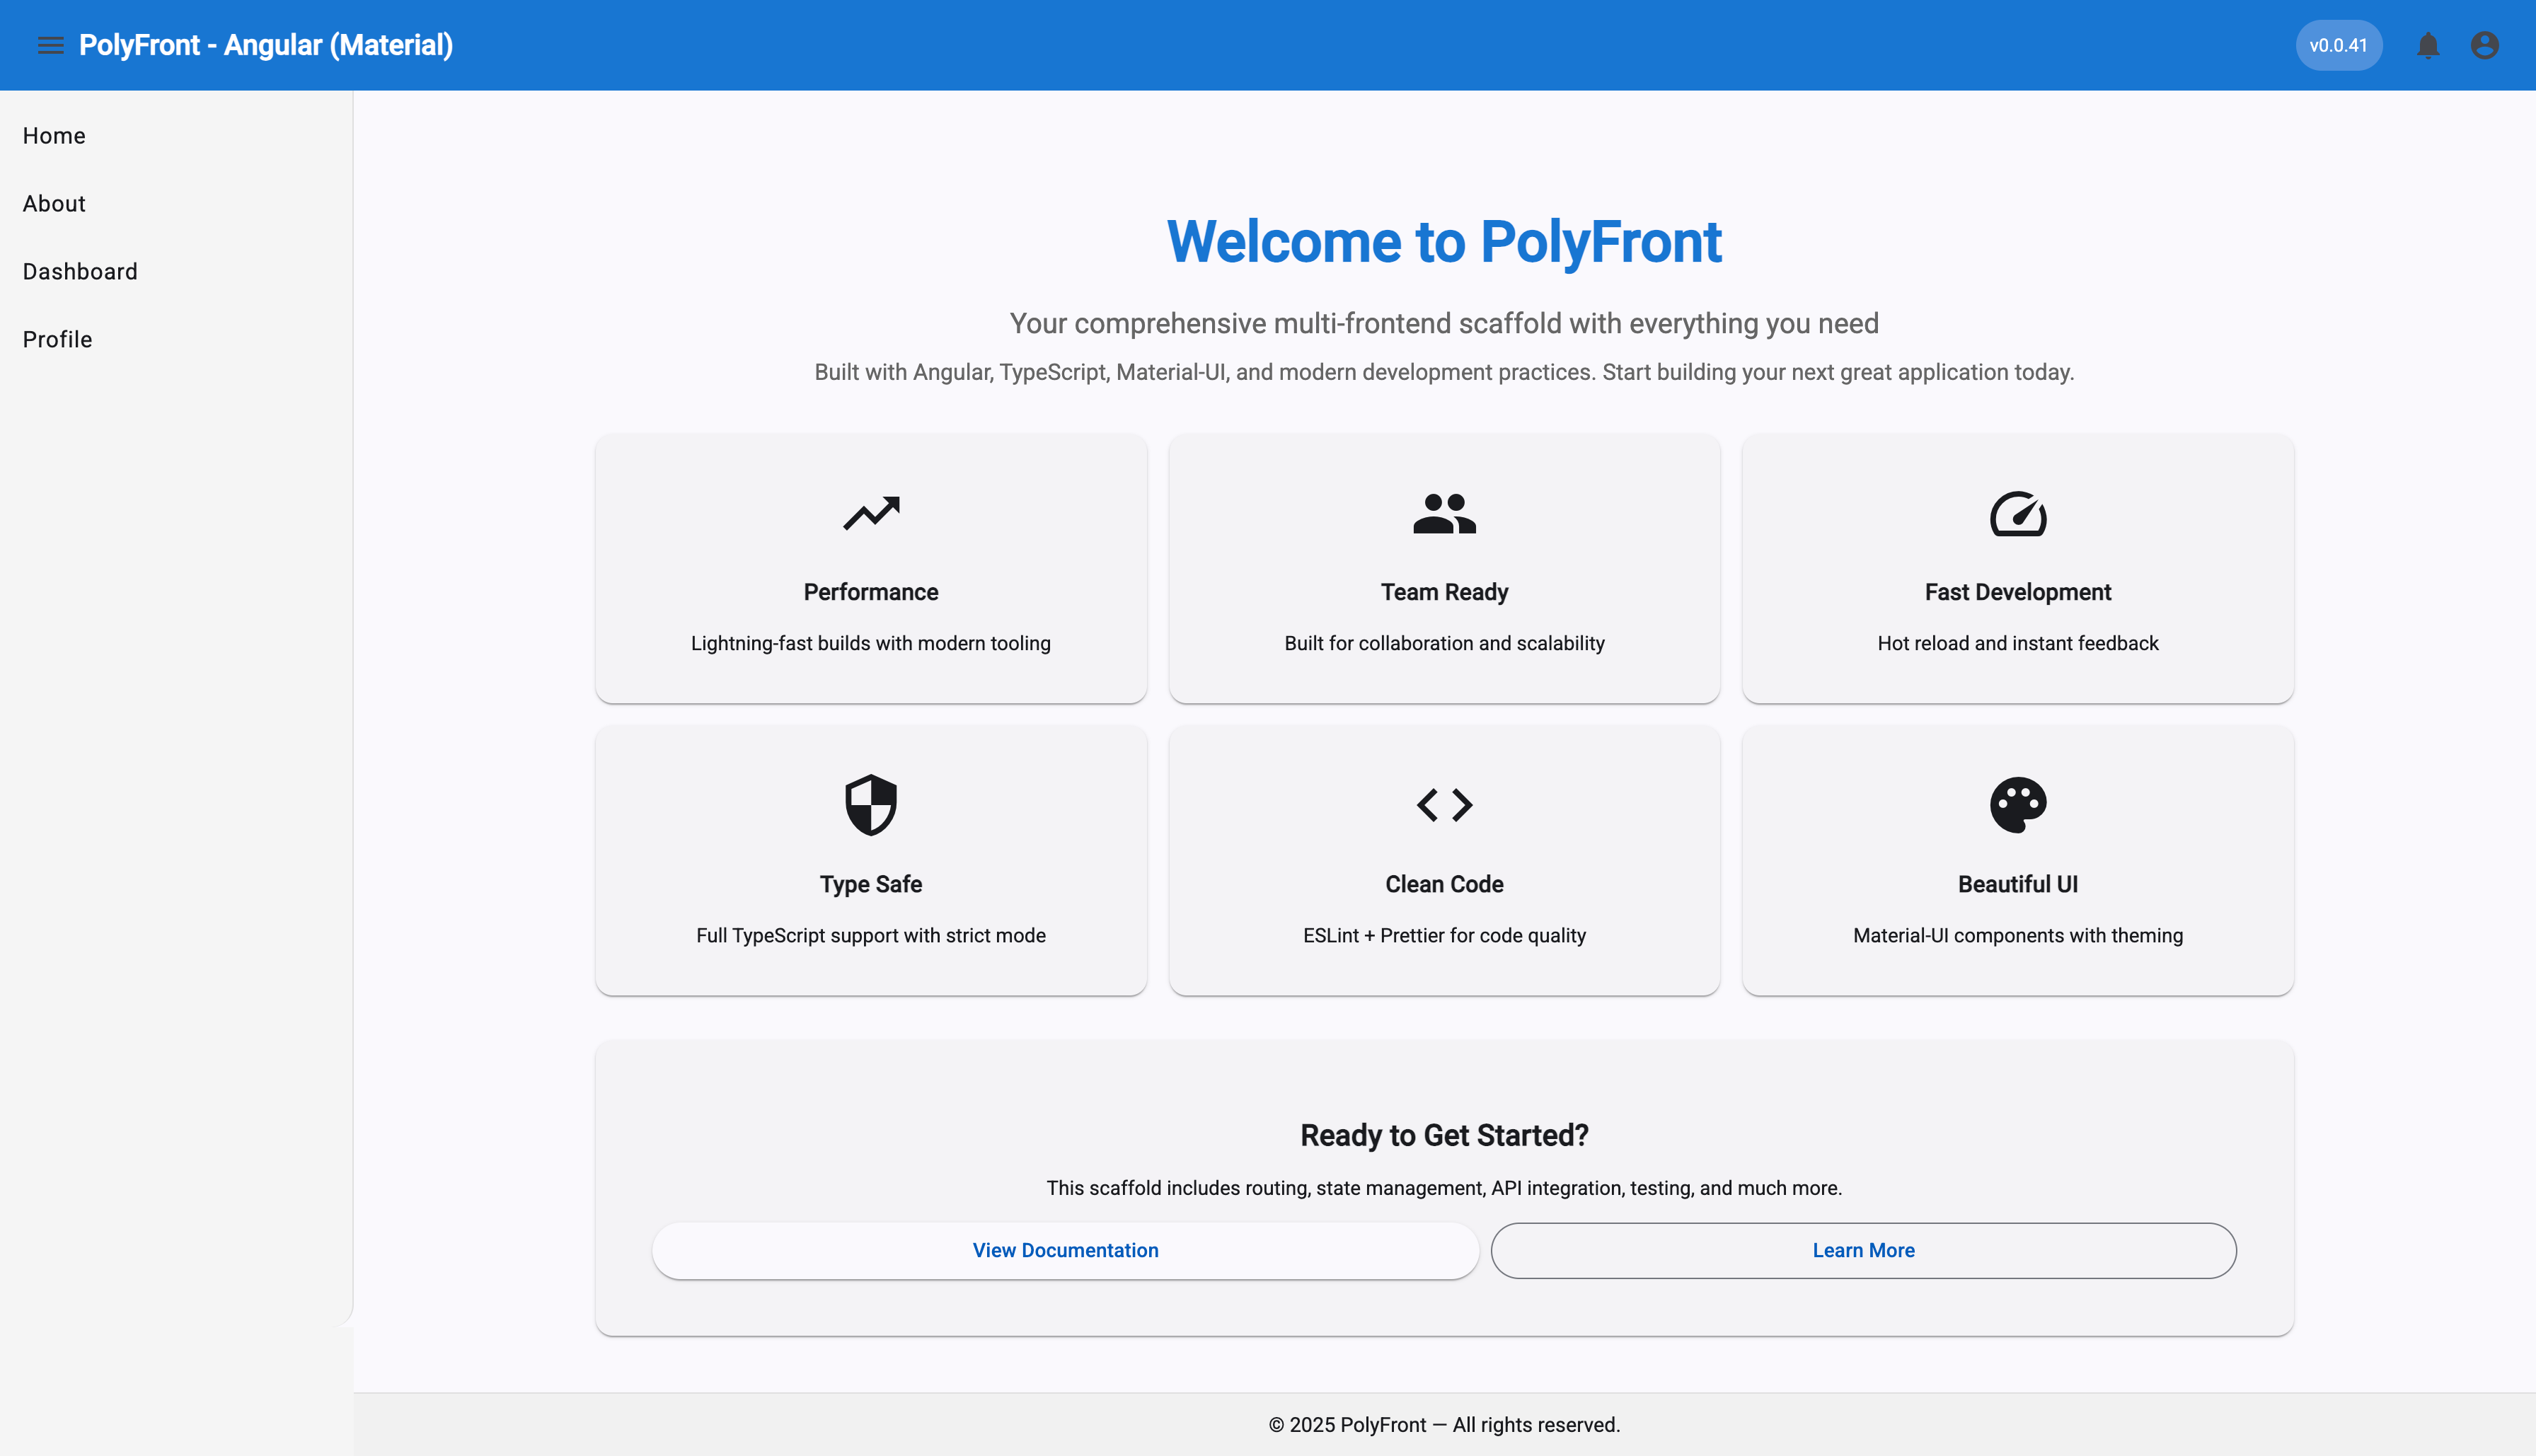 PolyFront - Angular (Material)
v0.0.41
Home
About
Dashboard
Profile
Welcome to PolyFront
Your comprehensive multi-frontend scaffold with everything you need
Built with Angular, TypeScript, Material-UI, and modern development practices. Start building your next great application today.
Performance
Lightning-fast builds with modern tooling
Team Ready
Built for collaboration and scalability
Fast Development
Hot reload and instant feedback
Type Safe
Full TypeScript support with strict mode
Clean Code
ESLint + Prettier for code quality
Beautiful UI
Material-UI components with theming
Ready to Get Started?
This scaffold includes routing, state management, API integration, testing, and much more.
View Documentation
Learn More
© 2025 PolyFront — All rights reserved.